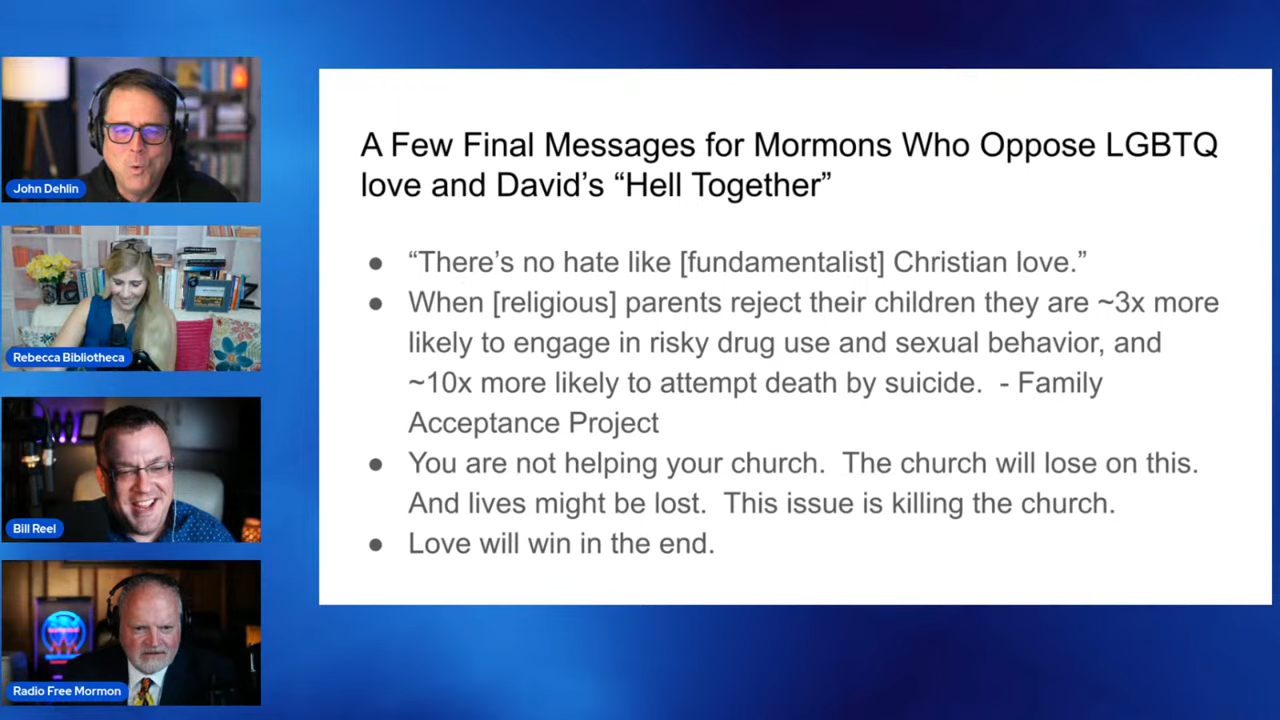 John Dehlin
Rebecca Bibliotheca
Bill Reel
Radio Free Mormon
A Few Final Messages for Mormons Who Oppose LGBTQ
love and David’s “Hell Together”
● “There’s no hate like [fundamentalist] Christian love.”
● When [religious] parents reject their children they are ~3x more
likely to engage in risky drug use and sexual behavior, and
~10x more likely to attempt death by suicide.  - Family
Acceptance Project
● You are not helping your church.  The church will lose on this.
And lives might be lost.  This issue is killing the church.
● Love will win in the end.